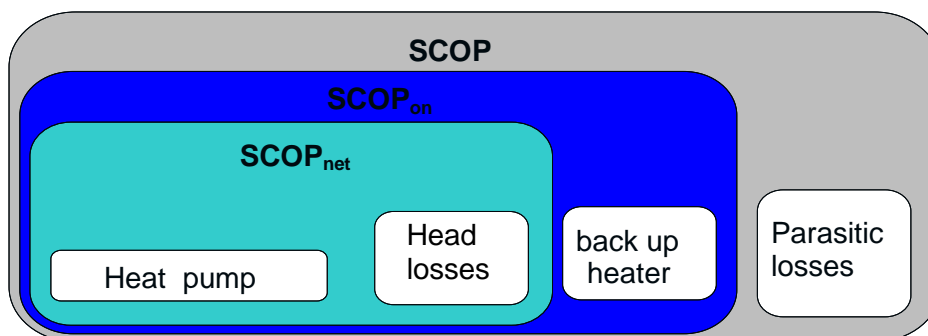 SCOP
SCOPon
SCOPnet
Heat pump
Head
losses
back up
heater
Parasitic
losses